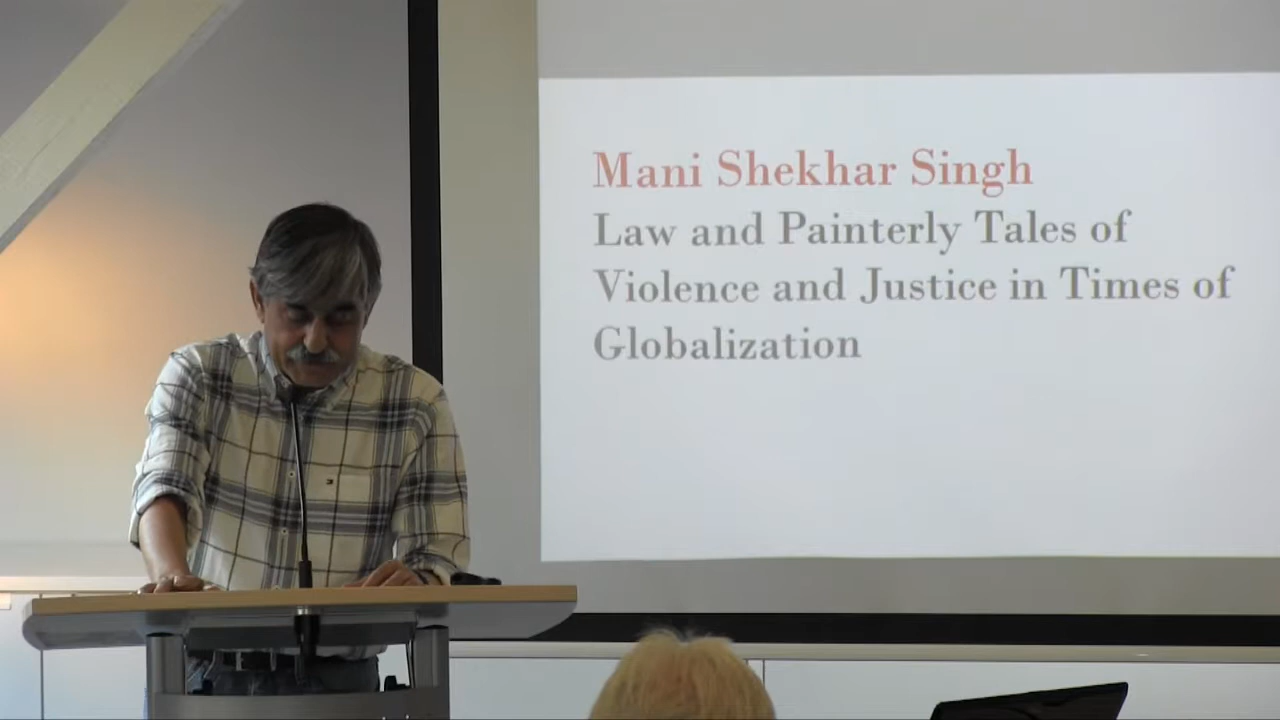 Mani Shekhar Singh
Law and Painterly Tales of
Violence and Justice in Times of
Globalization